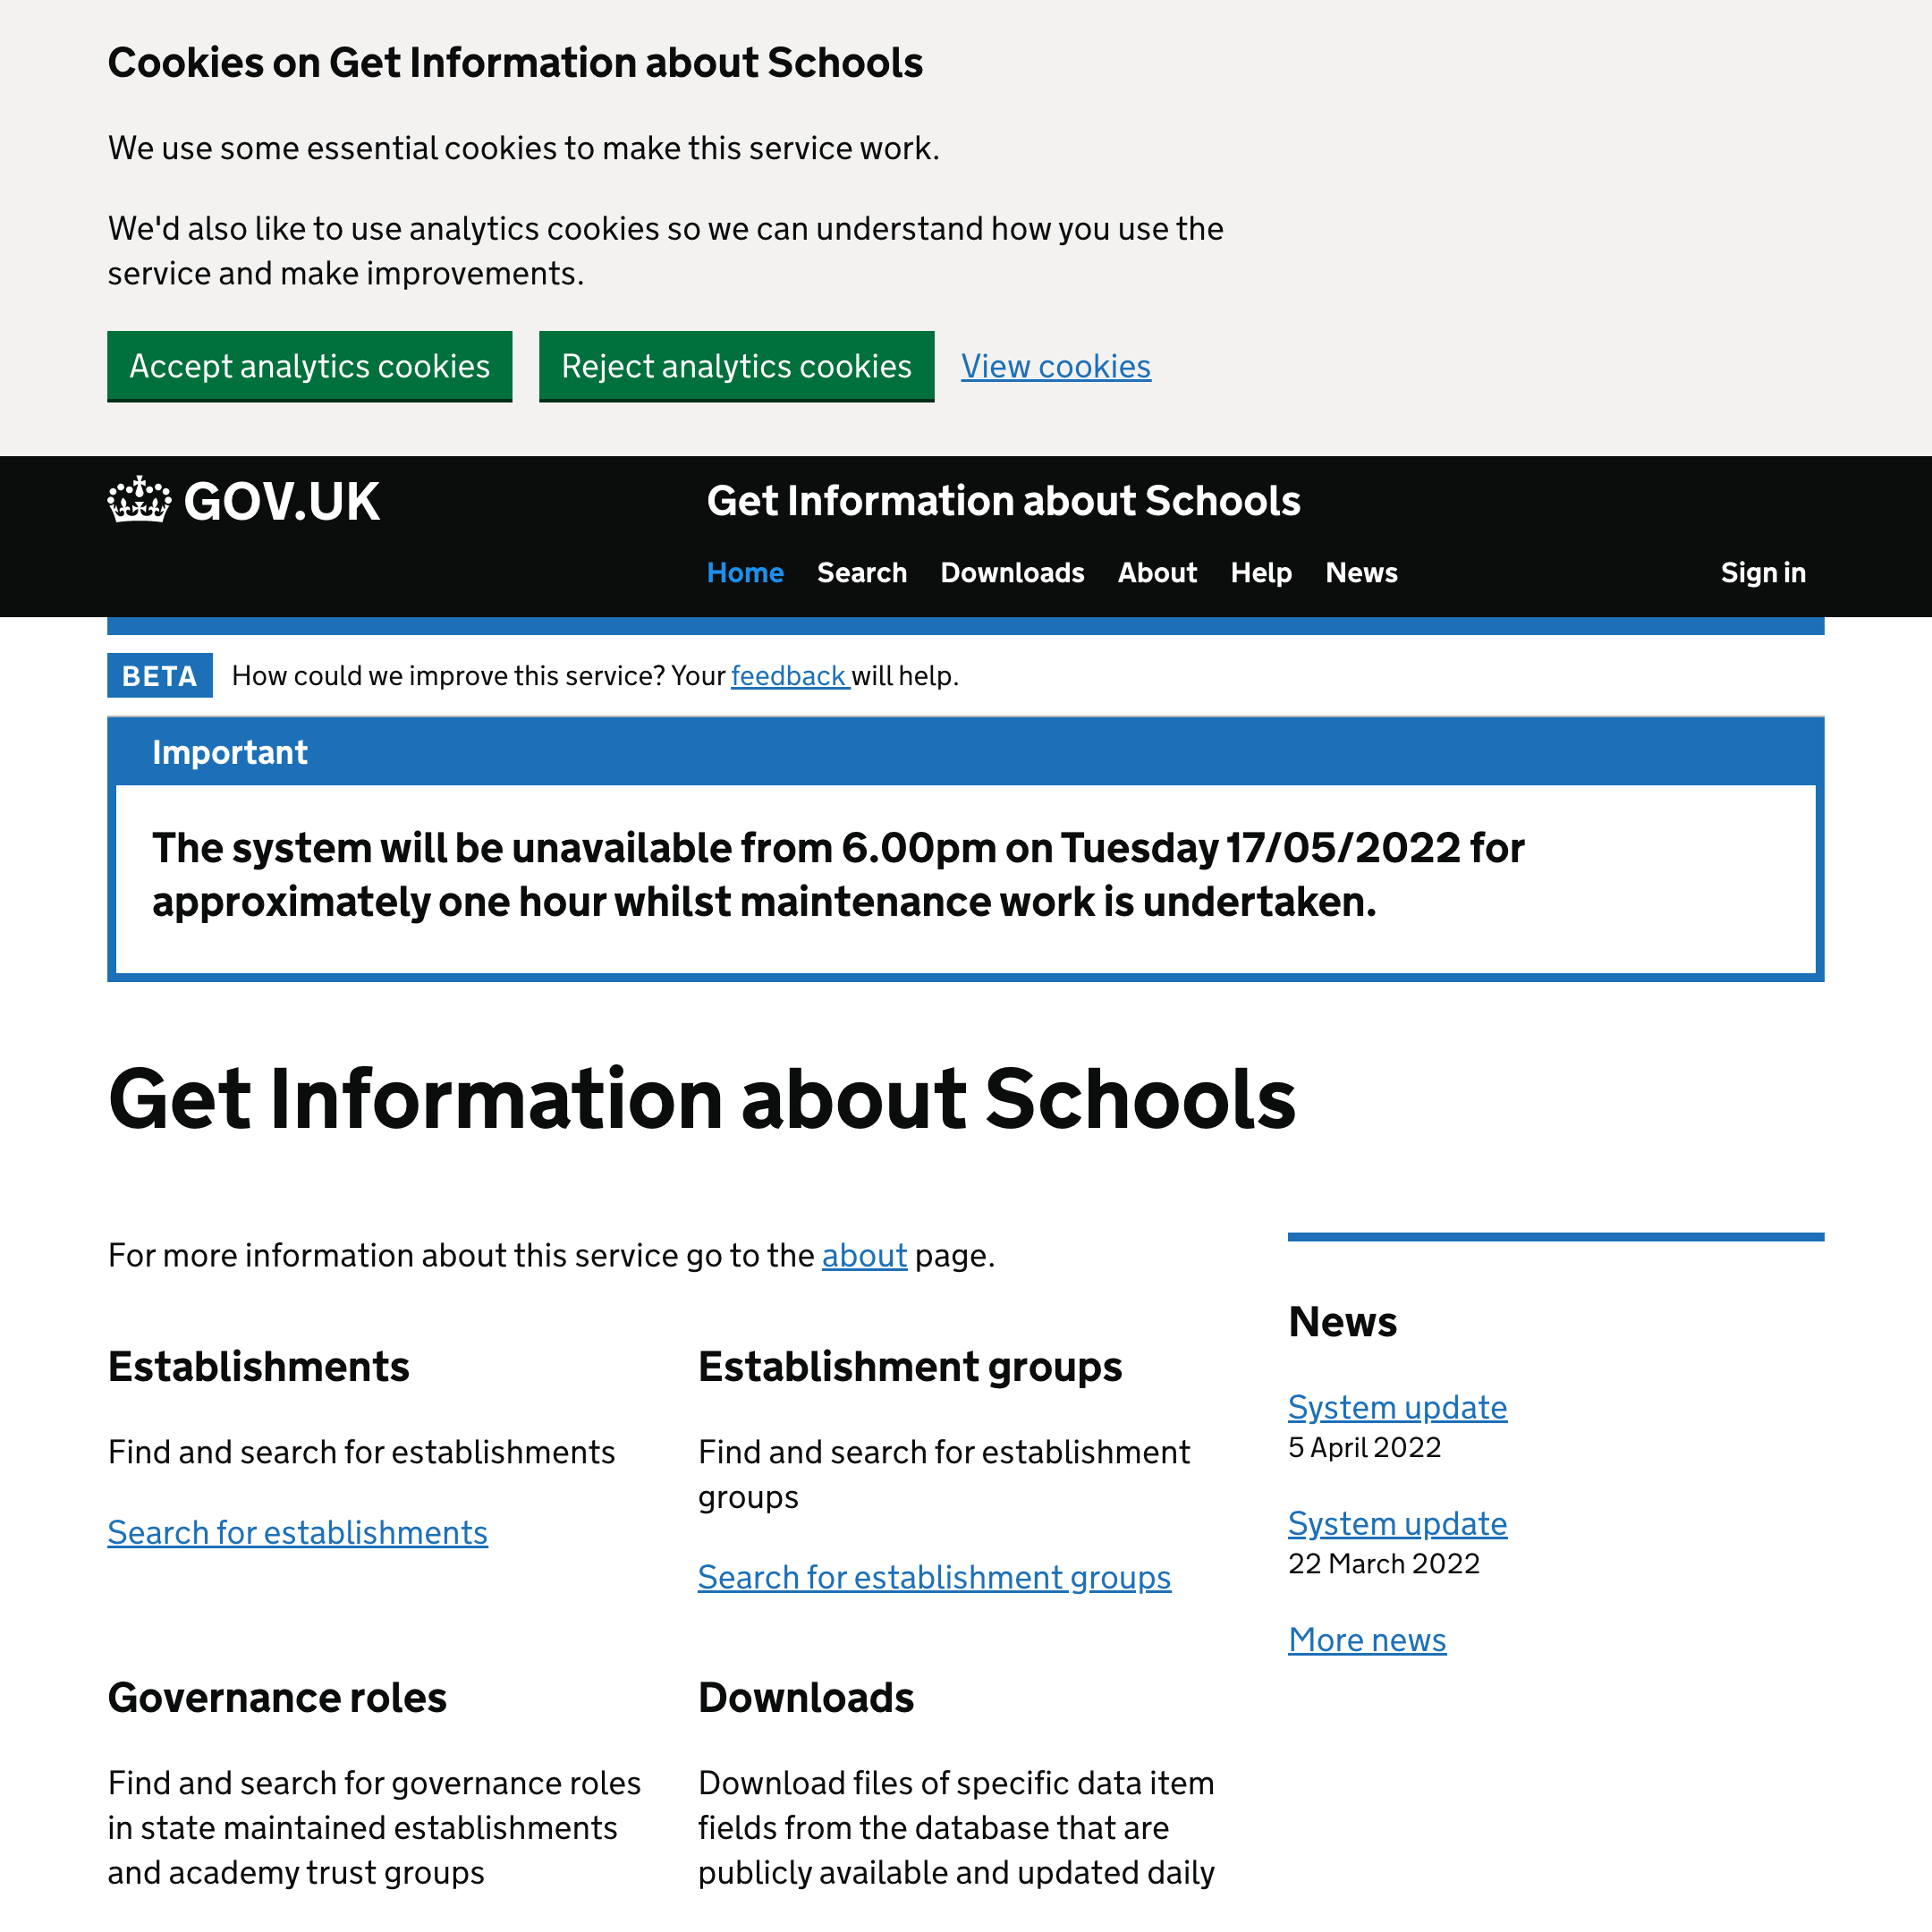 Cookies on Get Information about Schools
We use some essential cookies to make this service work.
We'd also like to use analytics cookies so we can understand how you use the
service and make improvements.
Accept analytics cookies
Reject analytics cookies
View cookies
GOV.UK
Get Information about Schools
Home
Search
Downloads
About
Help
News
Sign in
BETA
How could we improve this service? Your feedback will help.
Important
The system will be unavailable from 6.00pm on Tuesday 17/05/2022 for
approximately one hour whilst maintenance work is undertaken.
Get Information about Schools
For more information about this service go to the about page.
Establishments
Find and search for establishments
Search for establishments
Establishment groups
Find and search for establishment
groups
Search for establishment groups
Governance roles
Find and search for governance roles
in state maintained establishments
and academy trust groups
Downloads
Download files of specific data item
fields from the database that are
publicly available and updated daily
News
System update
5 April 2022
System update
22 March 2022
More news